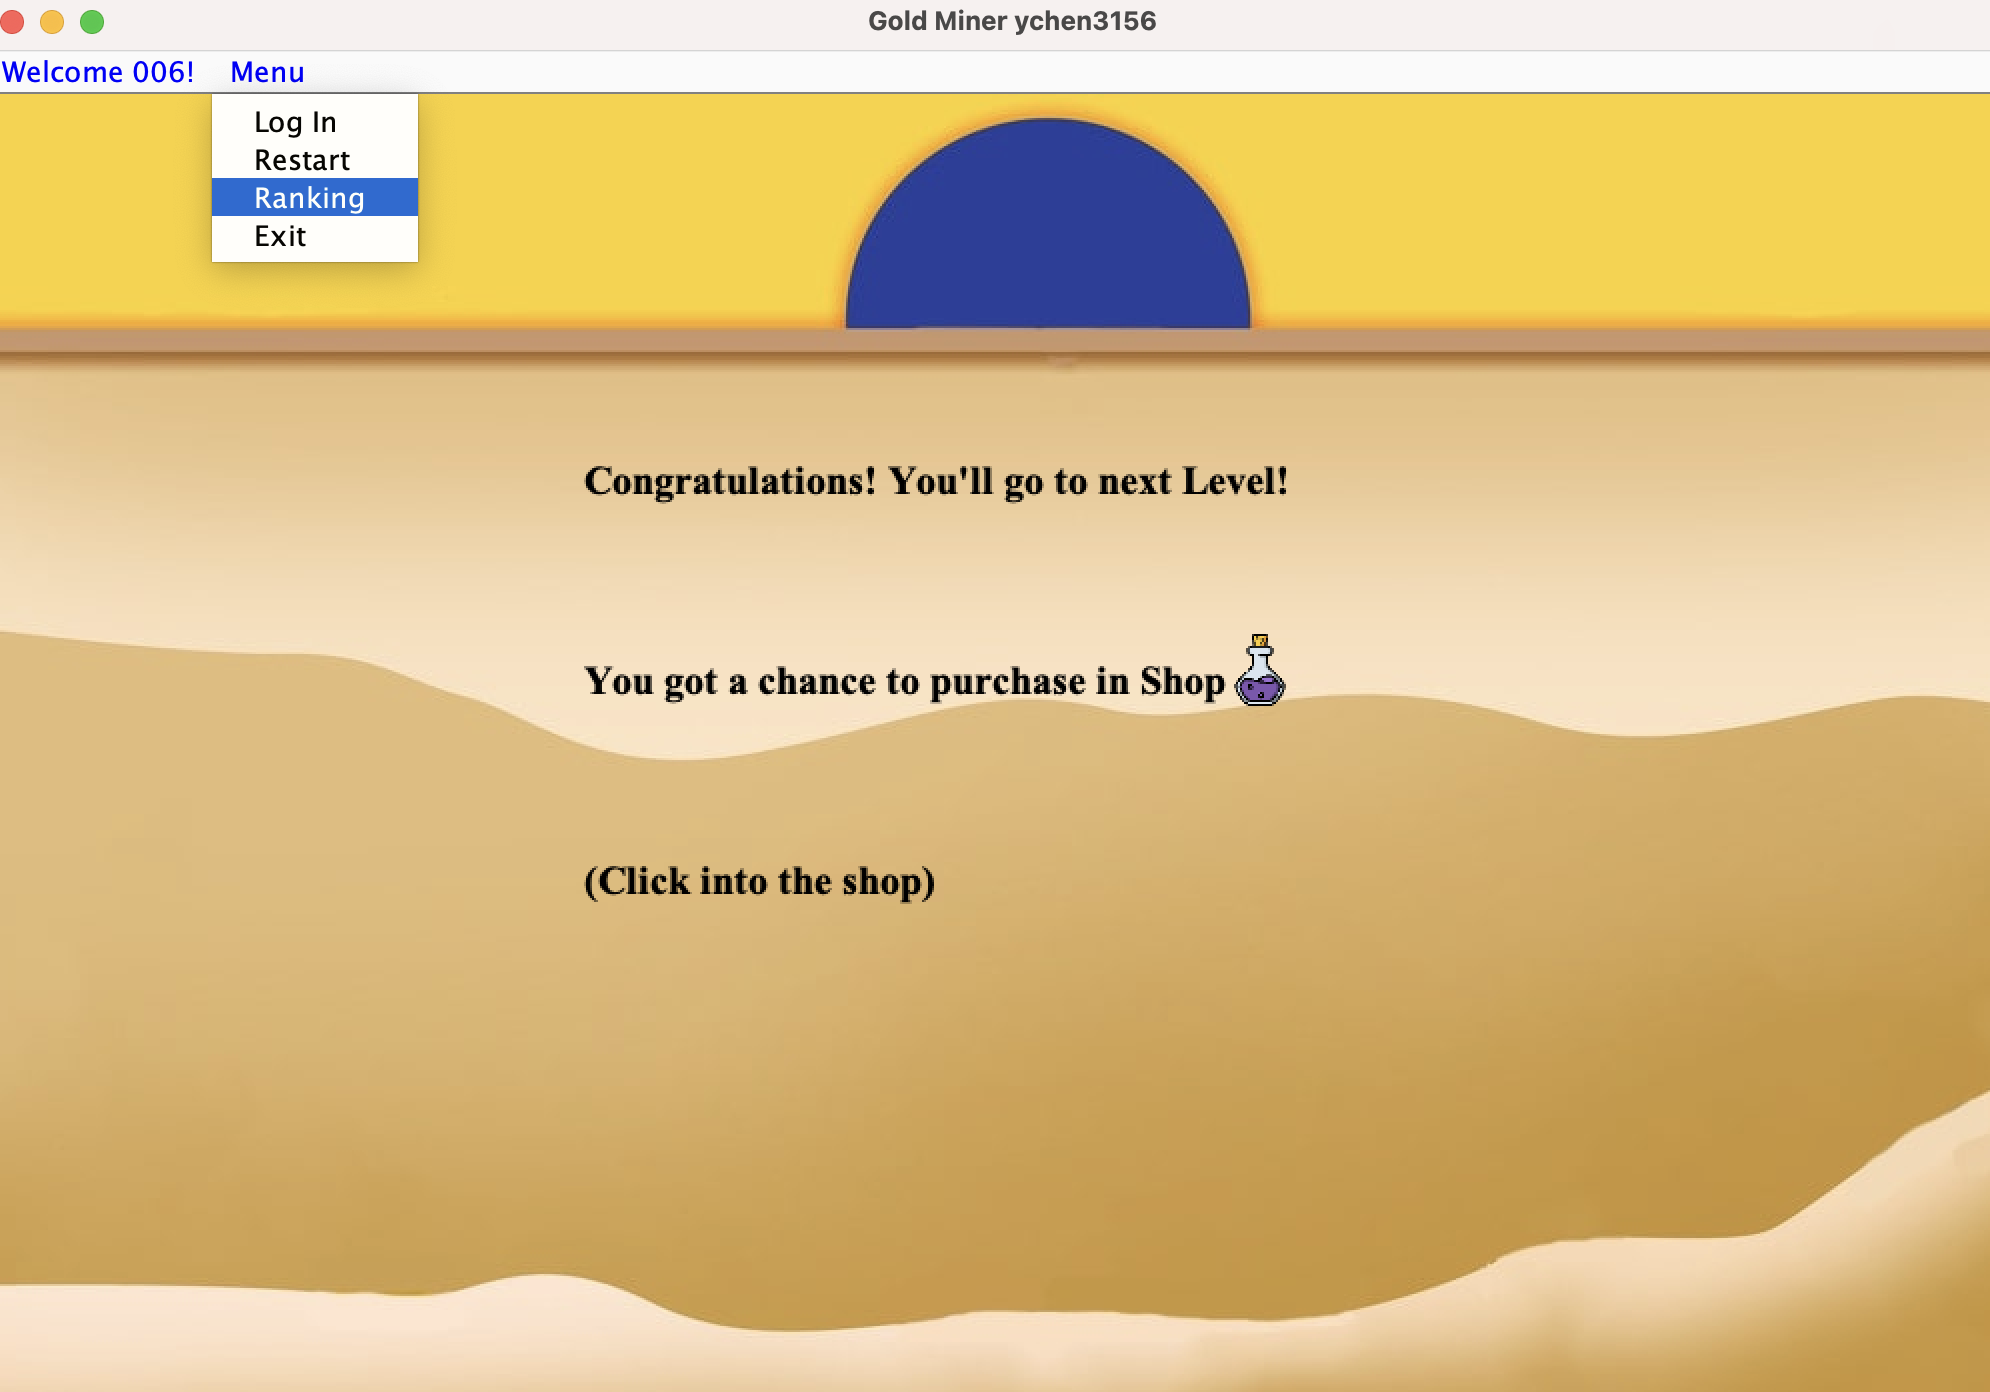 Gold Miner ychen3156
Welcome 006! Menu
Log In
Restart
Ranking
Exit
Congratulations! You'll go to next Level!
You got a chance to purchase in Shop
(Click into the shop)